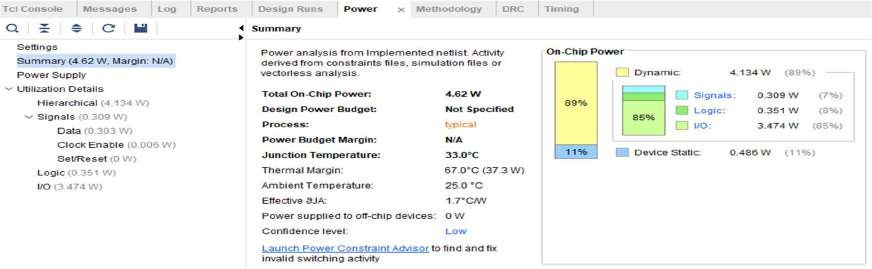 Tcl Console Messages Log Reports Design Runs Power × Methodology DRC Timing
Summary
Settings
Summary (4.62 W, Margin: N/A)
Power Supply
Utilization Details
Hierarchical (4.134 W)
Signals (0.309 W)
Data (0.303 W)
Clock Enable (0.006 W)
Set/Reset (0 W)
Logic (0.351 W)
I/O (3.474 W)
Power analysis from Implemented netlist. Activity
derived from constraints files, simulation files or
vectorless analysis.
Total On-Chip Power: 4.62 W
Design Power Budget: Not Specified
Process: typical
Power Budget Margin: N/A
Junction Temperature: 33.0°C
Thermal Margin: 67.0°C (37.3 W)
Ambient Temperature: 25.0 °C
Effective ϑJA: 1.7°C/W
Power supplied to off-chip devices: 0 W
Confidence level: Low
Launch Power Constraint Advisor to find and fix
invalid switching activity
On-Chip Power
89%
11%
Dynamic: 4.134 W (89%)
85%
Signals: 0.309 W (7%)
Logic: 0.351 W (8%)
I/O: 3.474 W (85%)
Device Static: 0.486 W (11%)